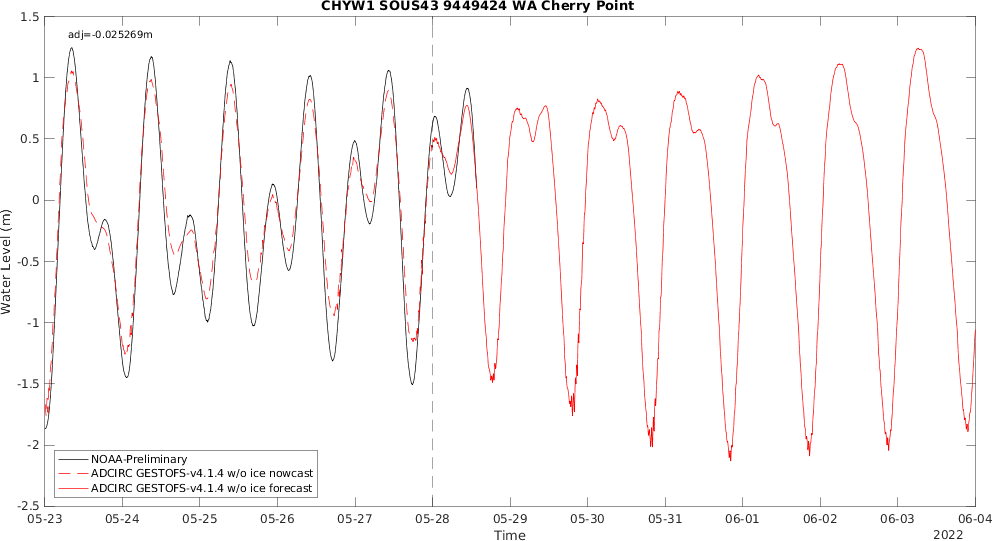 CHYW1 SOUS43 9449424 WA Cherry Point
adj=-0.025269m
1.5
1
0.5
0
-0.5
-1
-1.5
-2
-2.5
Water Level (m)
NOAA-Preliminary
ADCIRC GESTOFS-v4.1.4 w/o ice nowcast
ADCIRC GESTOFS-v4.1.4 w/o ice forecast
05-23 05-24 05-25 05-26 05-27 05-28 05-29 05-30 05-31 06-01 06-02 06-03 06-04
Time
2022